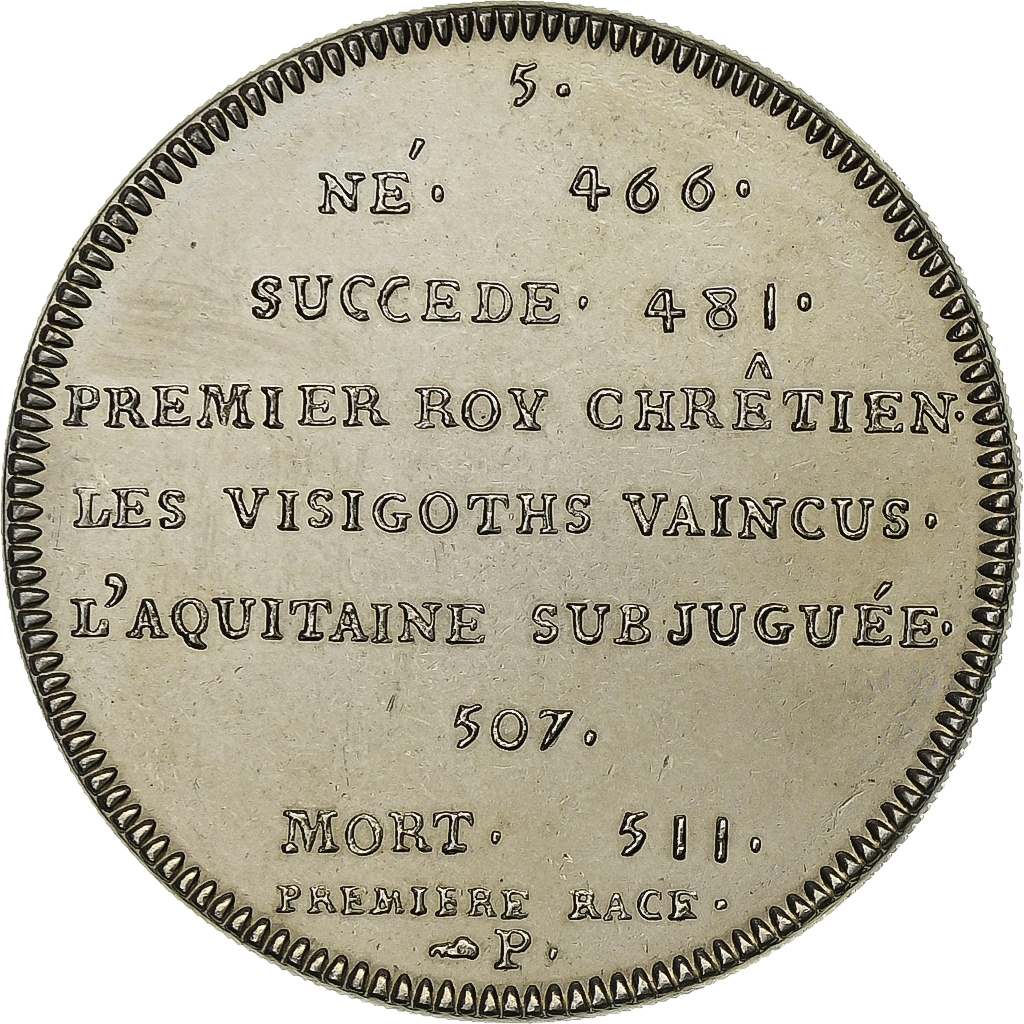 5.
NÉ. 466.
SUCCEDE. 481.
PREMIER ROY CHRÊTIEN.
LES VISIGOTHS VAINCUS.
L'AQUITAINE SUBJUGUÉE.
507.
MORT. 511.
PREMIERE RACE.
P.